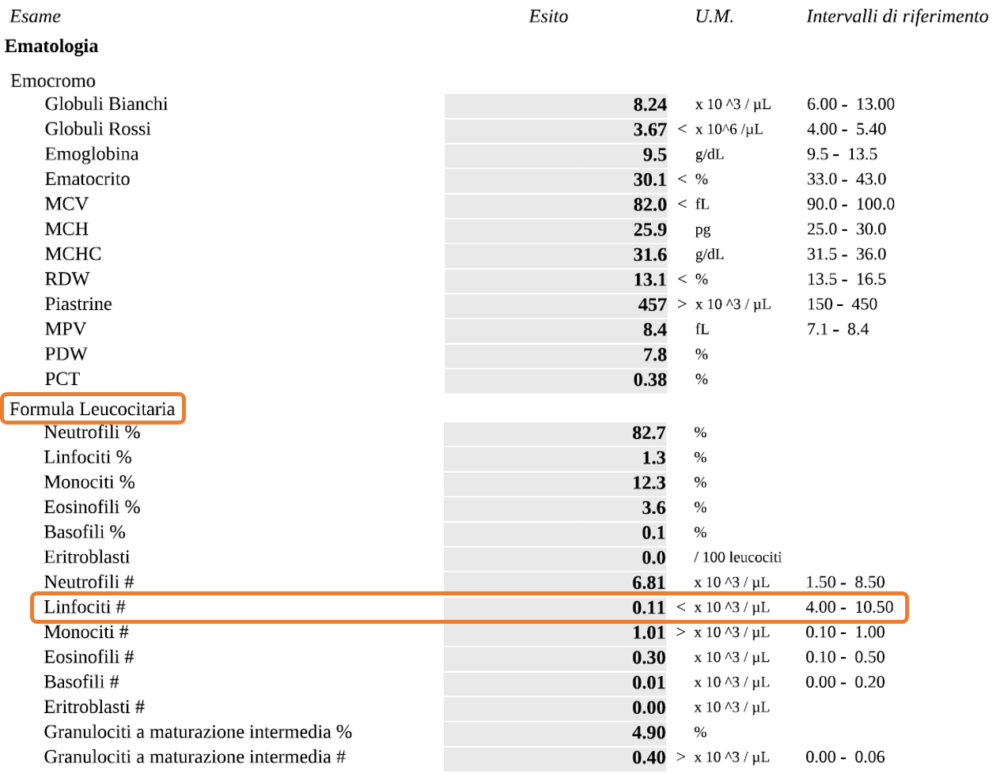 Esame Esito U.M. Intervalli di riferimento
Ematologia
Emocromo
Globuli Bianchi 8.24 x 10 ^3 / µL 6.00 - 13.00
Globuli Rossi 3.67 < x 10^6 /µL 4.00 - 5.40
Emoglobina 9.5 g/dL 9.5 - 13.5
Ematocrito 30.1 < % 33.0 - 43.0
MCV 82.0 < fL 90.0 - 100.0
MCH 25.9 pg 25.0 - 30.0
MCHC 31.6 g/dL 31.5 - 36.0
RDW 13.1 < % 13.5 - 16.5
Piastrine 457 > x 10 ^3 / µL 150 - 450
MPV 8.4 fL 7.1 - 8.4
PDW 7.8 %
PCT 0.38 %
Formula Leucocitaria
Neutrofili % 82.7 %
Linfociti % 1.3 %
Monociti % 12.3 %
Eosinofili % 3.6 %
Basofili % 0.1 %
Eritroblasti 0.0 / 100 leucociti
Neutrofili # 6.81 x 10 ^3 / µL 1.50 - 8.50
Linfociti # 0.11 < x 10 ^3 / µL 4.00 - 10.50
Monociti # 1.01 > x 10 ^3 / µL 0.10 - 1.00
Eosinofili # 0.30 x 10 ^3 / µL 0.10 - 0.50
Basofili # 0.01 x 10 ^3 / µL 0.00 - 0.20
Eritroblasti # 0.00 x 10 ^3 / µL
Granulociti a maturazione intermedia % 4.90 %
Granulociti a maturazione intermedia # 0.40 > x 10 ^3 / µL 0.00 - 0.06